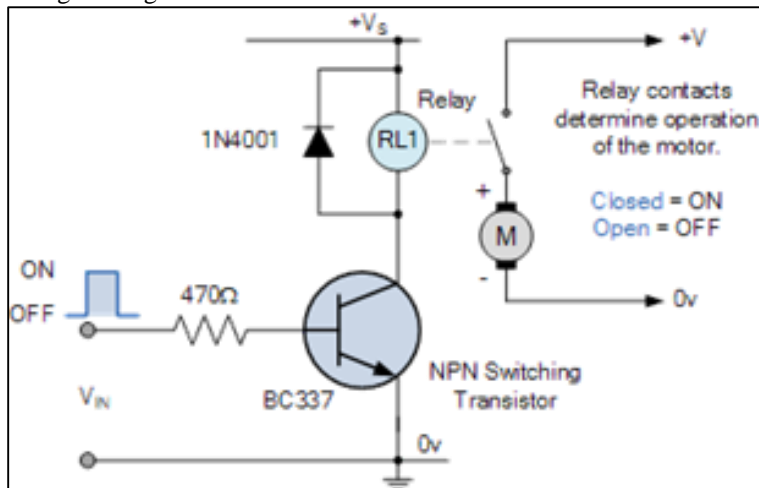 +Vs
+V
Relay
1N4001
RL1
Relay contacts
determine operation
of the motor.
Closed = ON
Open = OFF
+
M
-
0v
ON
OFF
470Ω
VIN
BC337
NPN Switching
Transistor
0v